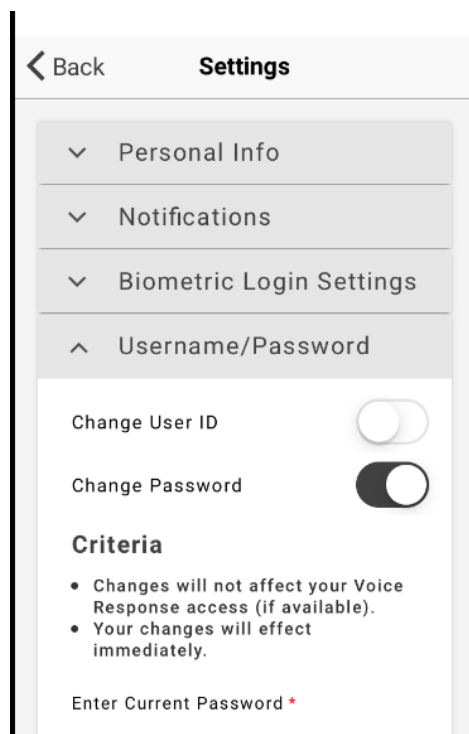 Back
Settings
Personal Info
Notifications
Biometric Login Settings
Username/Password
Change User ID
Change Password
Criteria
• Changes will not affect your Voice
Response access (if available).
• Your changes will effect
immediately.
Enter Current Password *